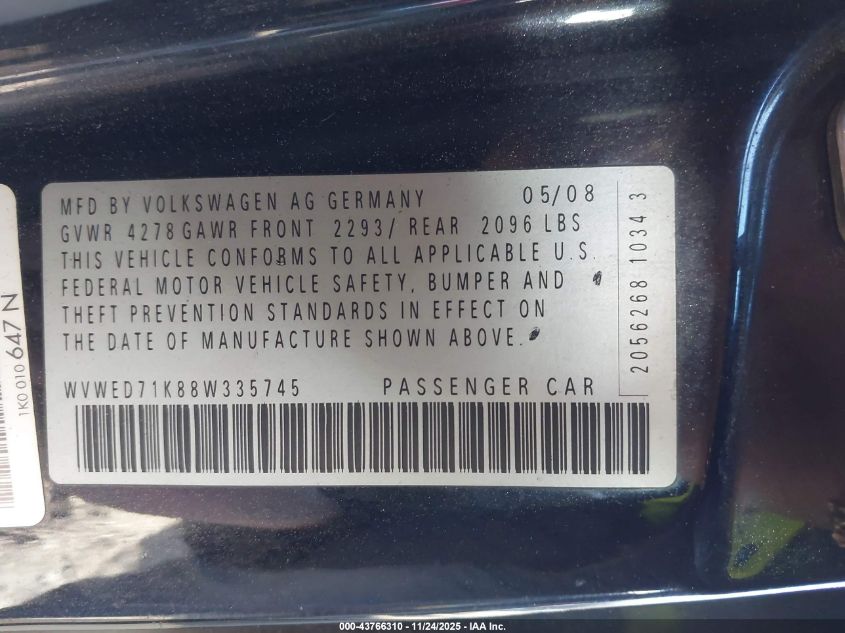 MFD BY VOLKSWAGEN AG GERMANY 05/08
GVWR 4278 GAWR FRONT 2293/ REAR 2096 LBS
THIS VEHICLE CONFORMS TO ALL APPLICABLE U.S.
FEDERAL MOTOR VEHICLE SAFETY, BUMPER AND
THEFT PREVENTION STANDARDS IN EFFECT ON
THE DATE OF MANUFACTURE SHOWN ABOVE.
WVWED71K88W335745 PASSENGER CAR
2056268 1034 3
1K0 010 647 N
000-43766310 - 11/24/2025 - IAA Inc.